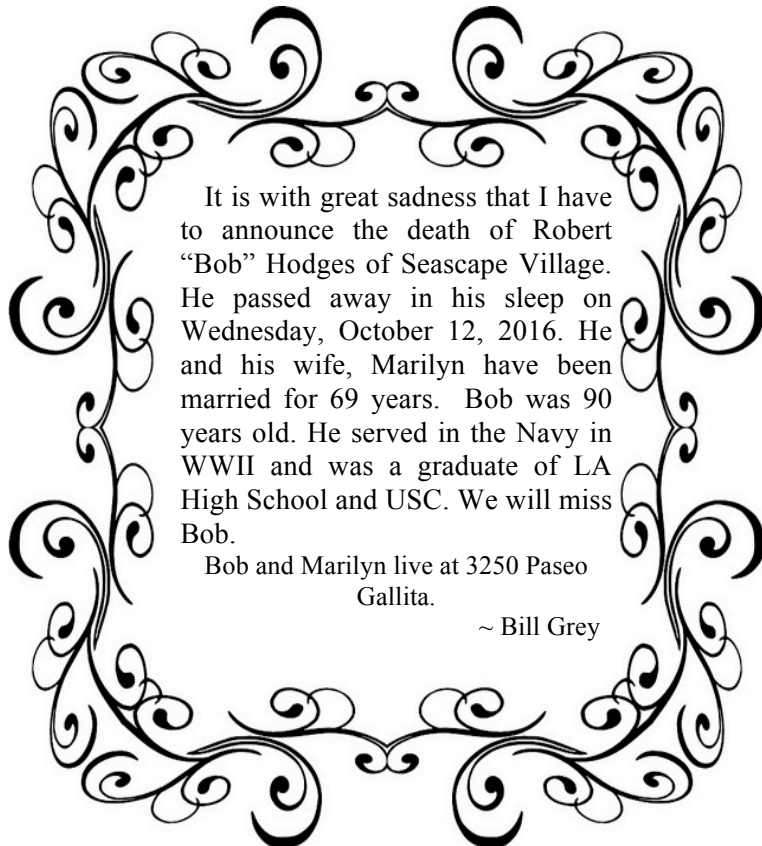 It is with great sadness that I have
to announce the death of Robert
“Bob” Hodges of Seascape Village.
He passed away in his sleep on
Wednesday, October 12, 2016. He
and his wife, Marilyn have been
married for 69 years.  Bob was 90
years old. He served in the Navy in
WWII and was a graduate of LA
High School and USC. We will miss
Bob.
Bob and Marilyn live at 3250 Paseo
Gallita.
~ Bill Grey